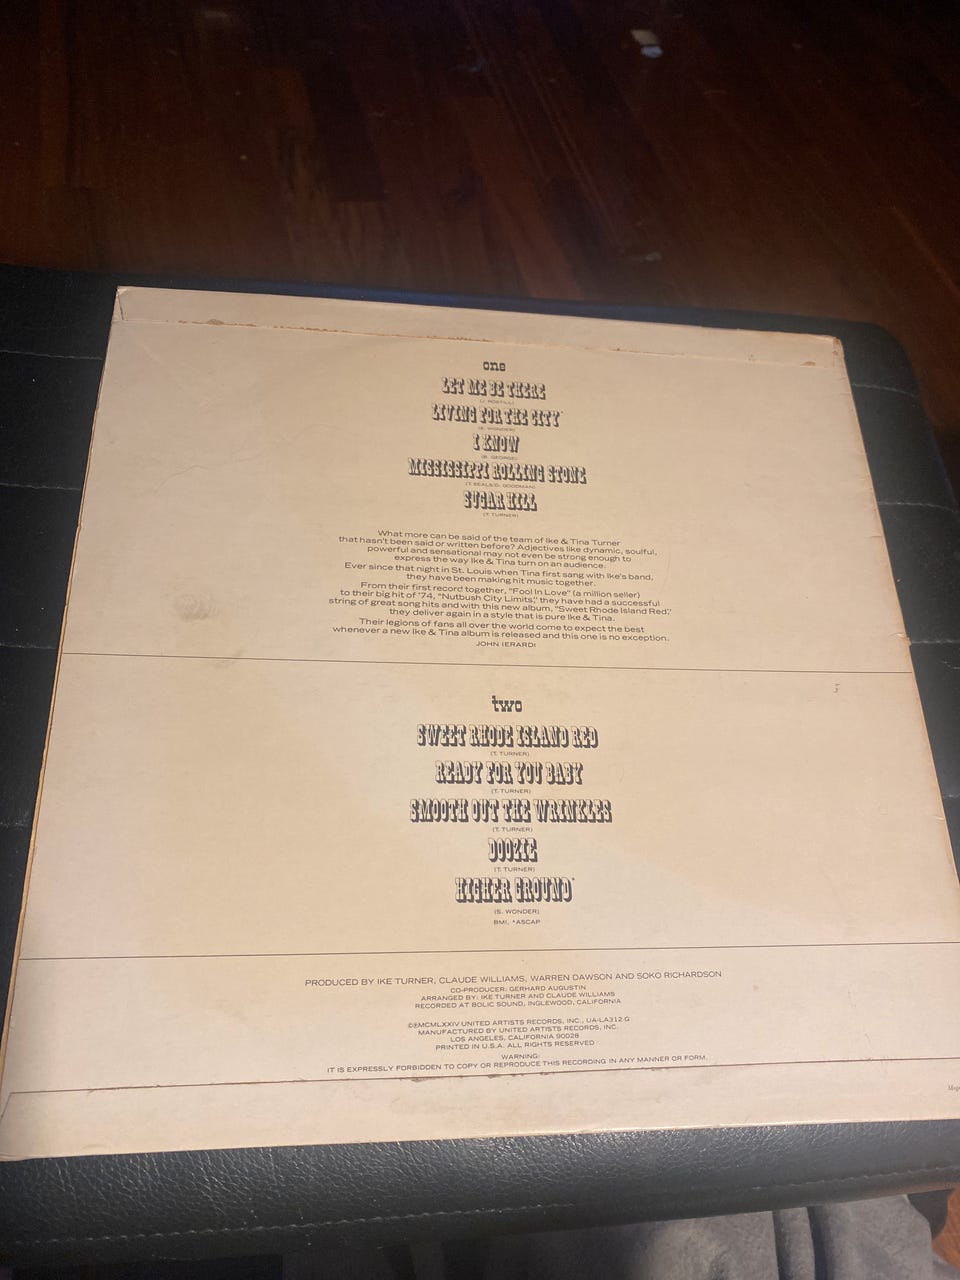 one
LET ME BE THERE
(J. ROSTILL)
LIVING FOR THE CITY*
(S. WONDER)
I KNOW
(B. GEORGE)
MISSISSIPPI ROLLING STONE
(T. SEALS/D. GOODMAN)
SUGAR HILL
(T. TURNER)
What more can be said of the team of Ike & Tina Turner
that hasn't been said or written before? Adjectives like dynamic, soulful,
powerful and sensational may not even be strong enough to
express the way Ike & Tina turn on an audience.
Ever since that night in St. Louis when Tina first sang with Ike's band,
they have been making hit music together.
From their first record together, "Fool In Love" (a million seller)
to their big hit of '74, "Nutbush City Limits," they have had a successful
string of great song hits and with this new album, "Sweet Rhode Island Red,"
they deliver again in a style that is pure Ike & Tina.
Their legions of fans all over the world come to expect the best
whenever a new Ike & Tina album is released and this one is no exception.
JOHN IERARDI
two
SWEET RHODE ISLAND RED
(T. TURNER)
READY FOR YOU BABY
(T. TURNER)
SMOOTH OUT THE WRINKLES
(T. TURNER)
DOOZIE
(T. TURNER)
HIGHER GROUND*
(S. WONDER)
BMI, *ASCAP
PRODUCED BY IKE TURNER, CLAUDE WILLIAMS, WARREN DAWSON AND SOKO RICHARDSON
CO-PRODUCER: GERHARD AUGUSTIN
ARRANGED BY: IKE TURNER AND CLAUDE WILLIAMS
RECORDED AT BOLIC SOUND, INGLEWOOD, CALIFORNIA
©℗MCMLXXIV UNITED ARTISTS RECORDS, INC., UA-LA312-G
MANUFACTURED BY UNITED ARTISTS RECORDS, INC.
LOS ANGELES, CALIFORNIA 90028
PRINTED IN U.S.A. ALL RIGHTS RESERVED
WARNING:
IT IS EXPRESSLY FORBIDDEN TO COPY OR REPRODUCE THIS RECORDING IN ANY MANNER OR FORM.